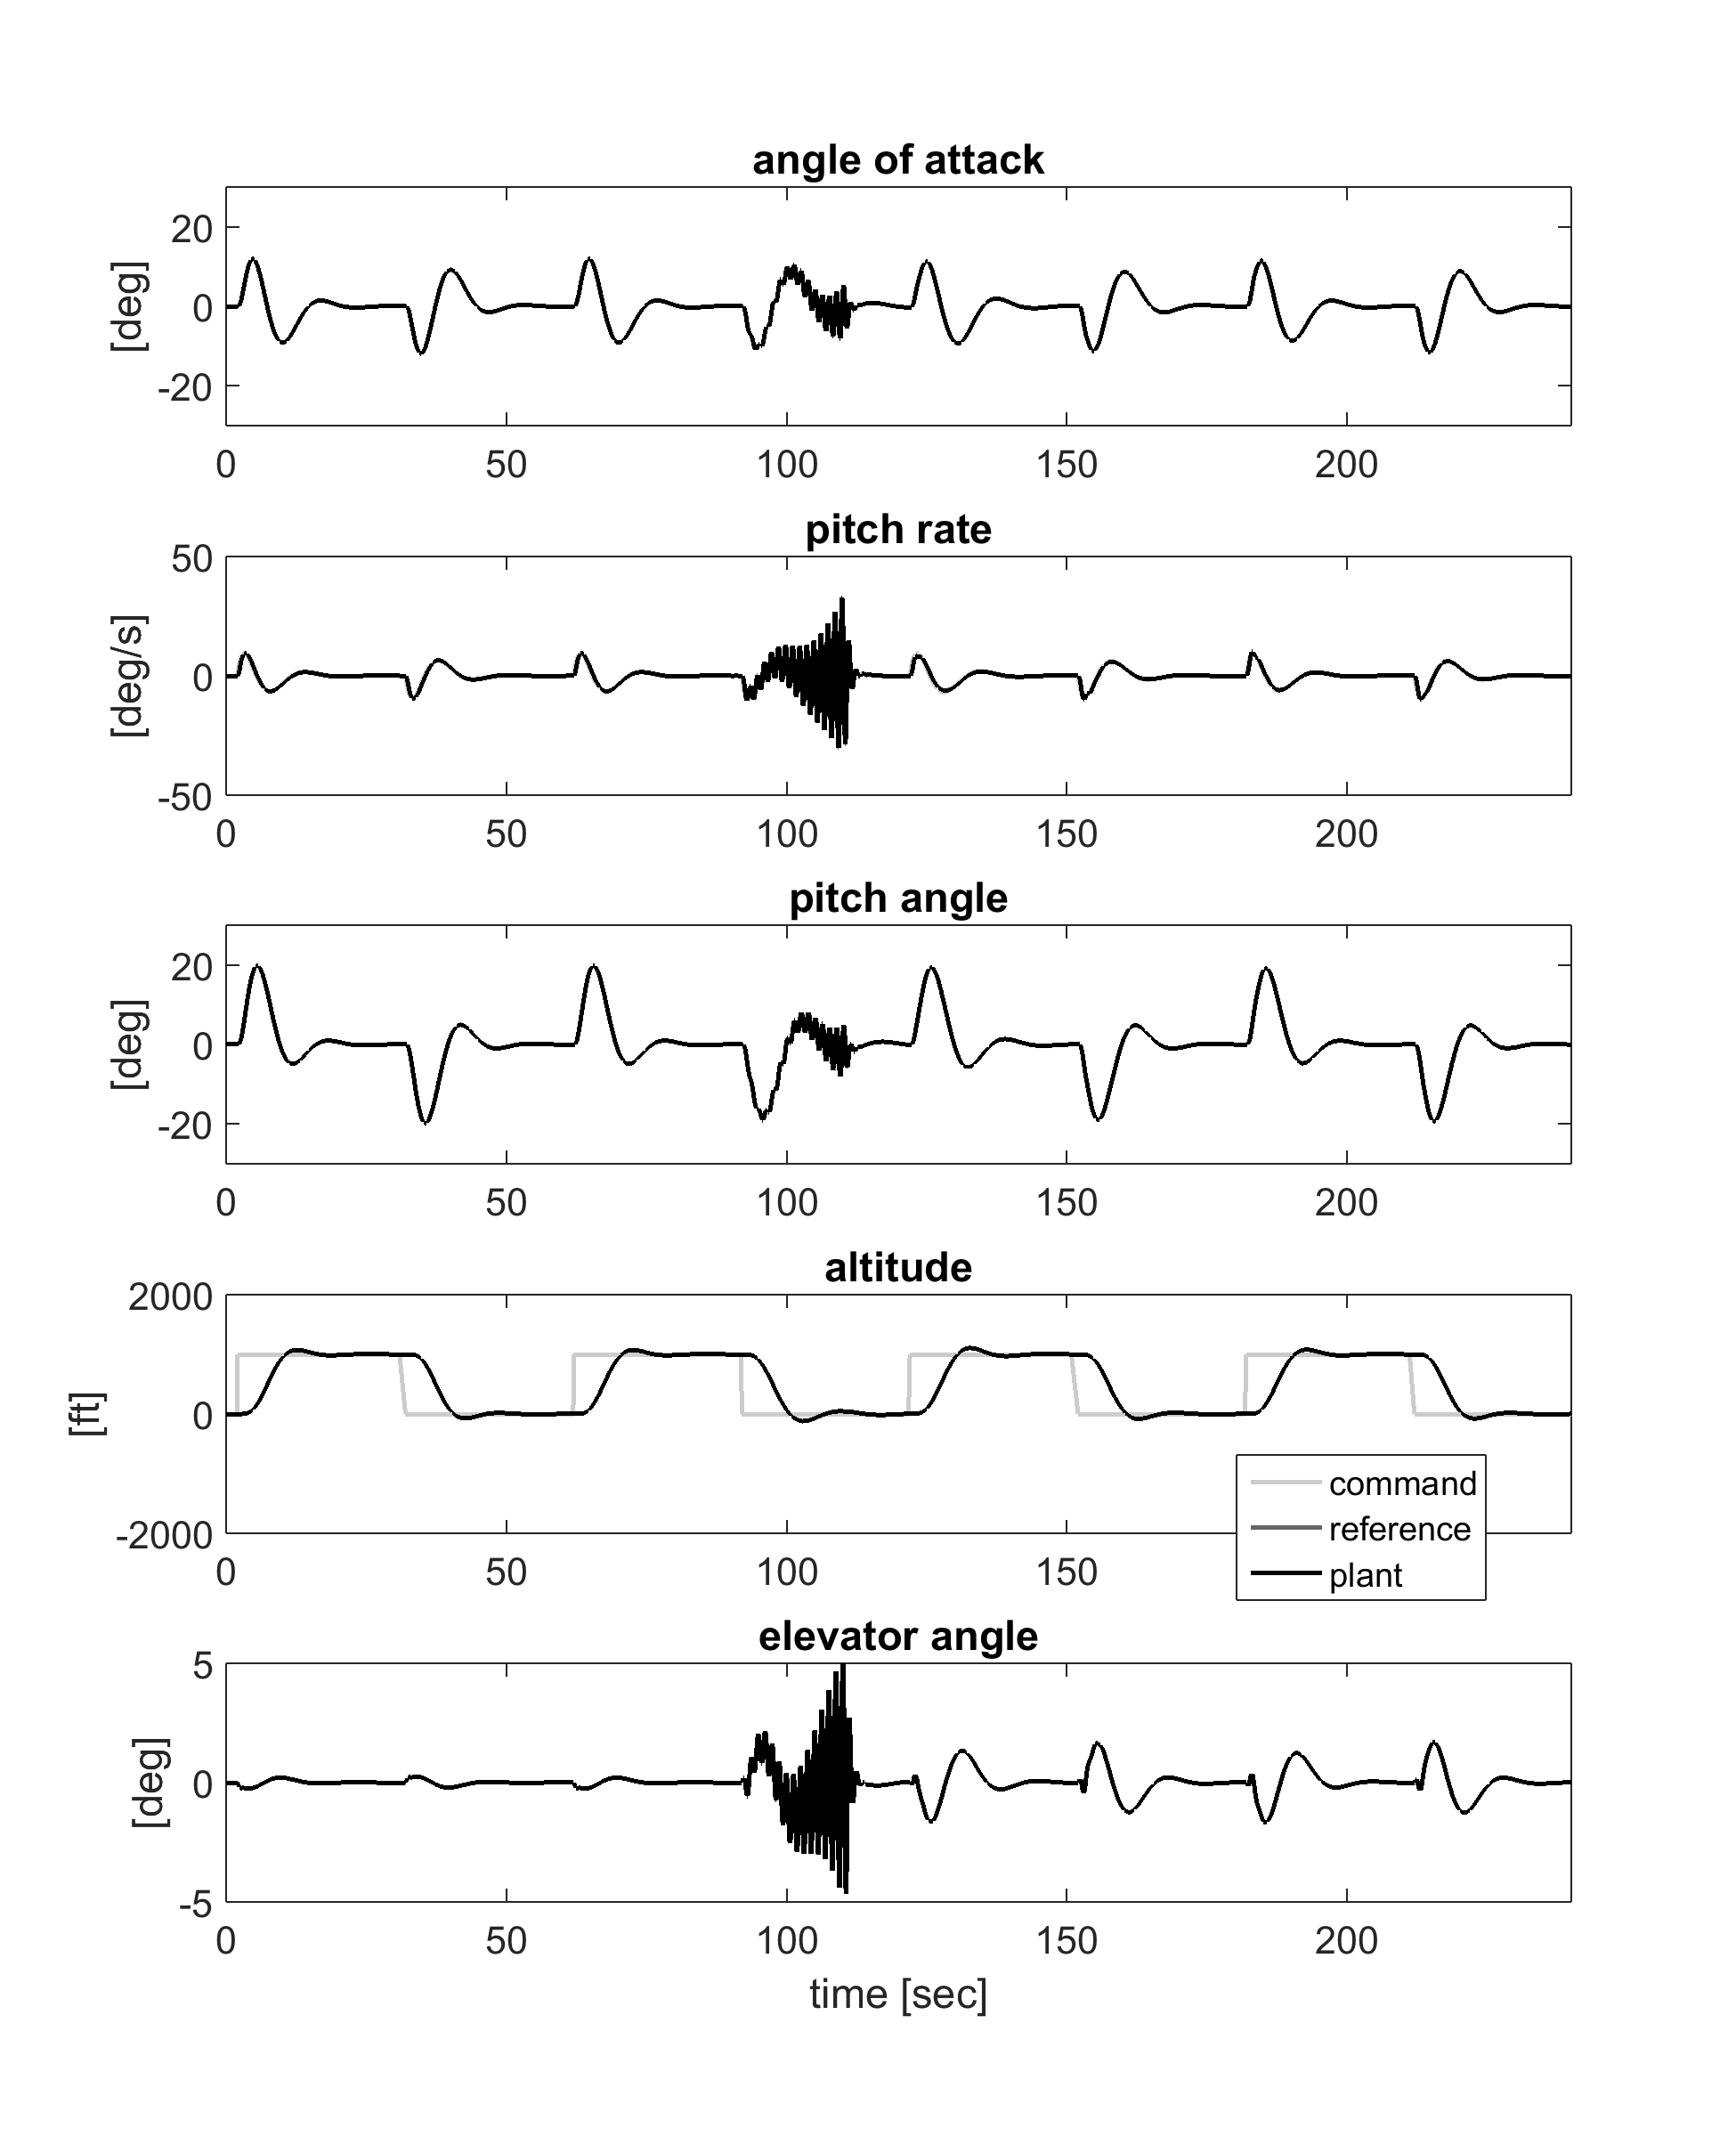 angle of attack
20
0
-20
[deg]
0 50 100 150 200
pitch rate
50
0
-50
[deg/s]
0 50 100 150 200
pitch angle
20
0
-20
[deg]
0 50 100 150 200
altitude
2000
0
-2000
[ft]
command
reference
plant
0 50 100 150
elevator angle
5
0
-5
[deg]
0 50 100 150 200
time [sec]